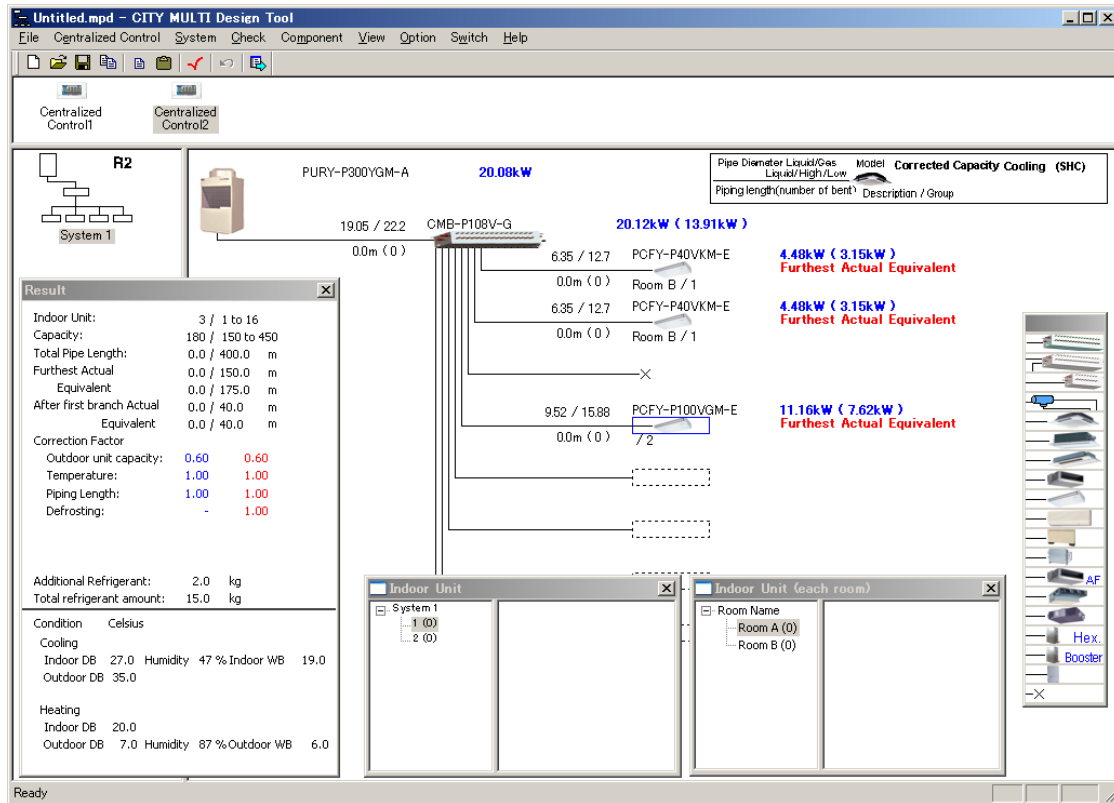 Untitled.mpd - CITY MULTI Design Tool
File Centralized Control System Check Component View Option Switch Help
Centralized Control1
Centralized Control2
R2
System 1
PURY-P300YGM-A 20.08kW
Pipe Diameter Liquid/Gas Model Corrected Capacity Cooling (SHC)
Liquid/High/Low
Piping length(number of bent) Description / Group
19.05 / 22.2 CMB-P108V-G 20.12kW ( 13.91kW )
0.0m ( 0 )
6.35 / 12.7 PCFY-P40VKM-E 4.48kW ( 3.15kW )
Furthest Actual Equivalent
0.0m ( 0 ) Room B / 1
6.35 / 12.7 PCFY-P40VKM-E 4.48kW ( 3.15kW )
Furthest Actual Equivalent
0.0m ( 0 ) Room B / 1
9.52 / 15.88 PCFY-P100VGM-E 11.16kW ( 7.62kW )
Furthest Actual Equivalent
0.0m ( 0 ) / 2
Result
Indoor Unit: 3 / 1 to 16
Capacity: 180 / 150 to 450
Total Pipe Length: 0.0 / 400.0 m
Furthest Actual 0.0 / 150.0 m
Equivalent 0.0 / 175.0 m
After first branch Actual 0.0 / 40.0 m
Equivalent 0.0 / 40.0 m
Correction Factor
Outdoor unit capacity: 0.60 0.60
Temperature: 1.00 1.00
Piping Length: 1.00 1.00
Defrosting: - 1.00
Additional Refrigerant: 2.0 kg
Total refrigerant amount: 15.0 kg
Condition Celsius
Cooling
Indoor DB 27.0 Humidity 47 % Indoor WB 19.0
Outdoor DB 35.0
Heating
Indoor DB 20.0
Outdoor DB 7.0 Humidity 87 % Outdoor WB 6.0
Indoor Unit
System 1
1 (0)
2 (0)
Indoor Unit (each room)
Room Name
Room A (0)
Room B (0)
AF
Hex.
Booster
Ready